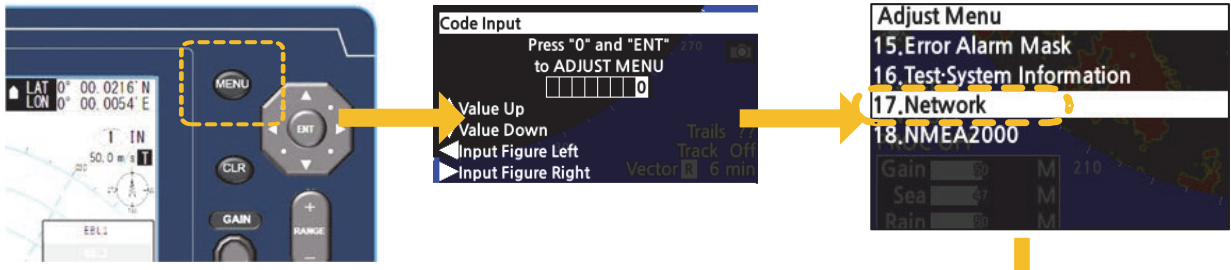 LAT 0° 00.0216' N
LON 0° 00.0054' E
1 IN
50.0 m s T
EBL1
MENU
ENT
CLR
GAIN
+
RANGE
−
Code Input
Press "0" and "ENT"
to ADJUST MENU
0
Value Up
Value Down
Input Figure Left
Input Figure Right
270
Trails ??
Track Off
Vector R 6 min
Adjust Menu
15.Error Alarm Mask
16.Test·System Information
17.Network
18.NMEA2000
Gain M
Sea 47 M
Rain M
210